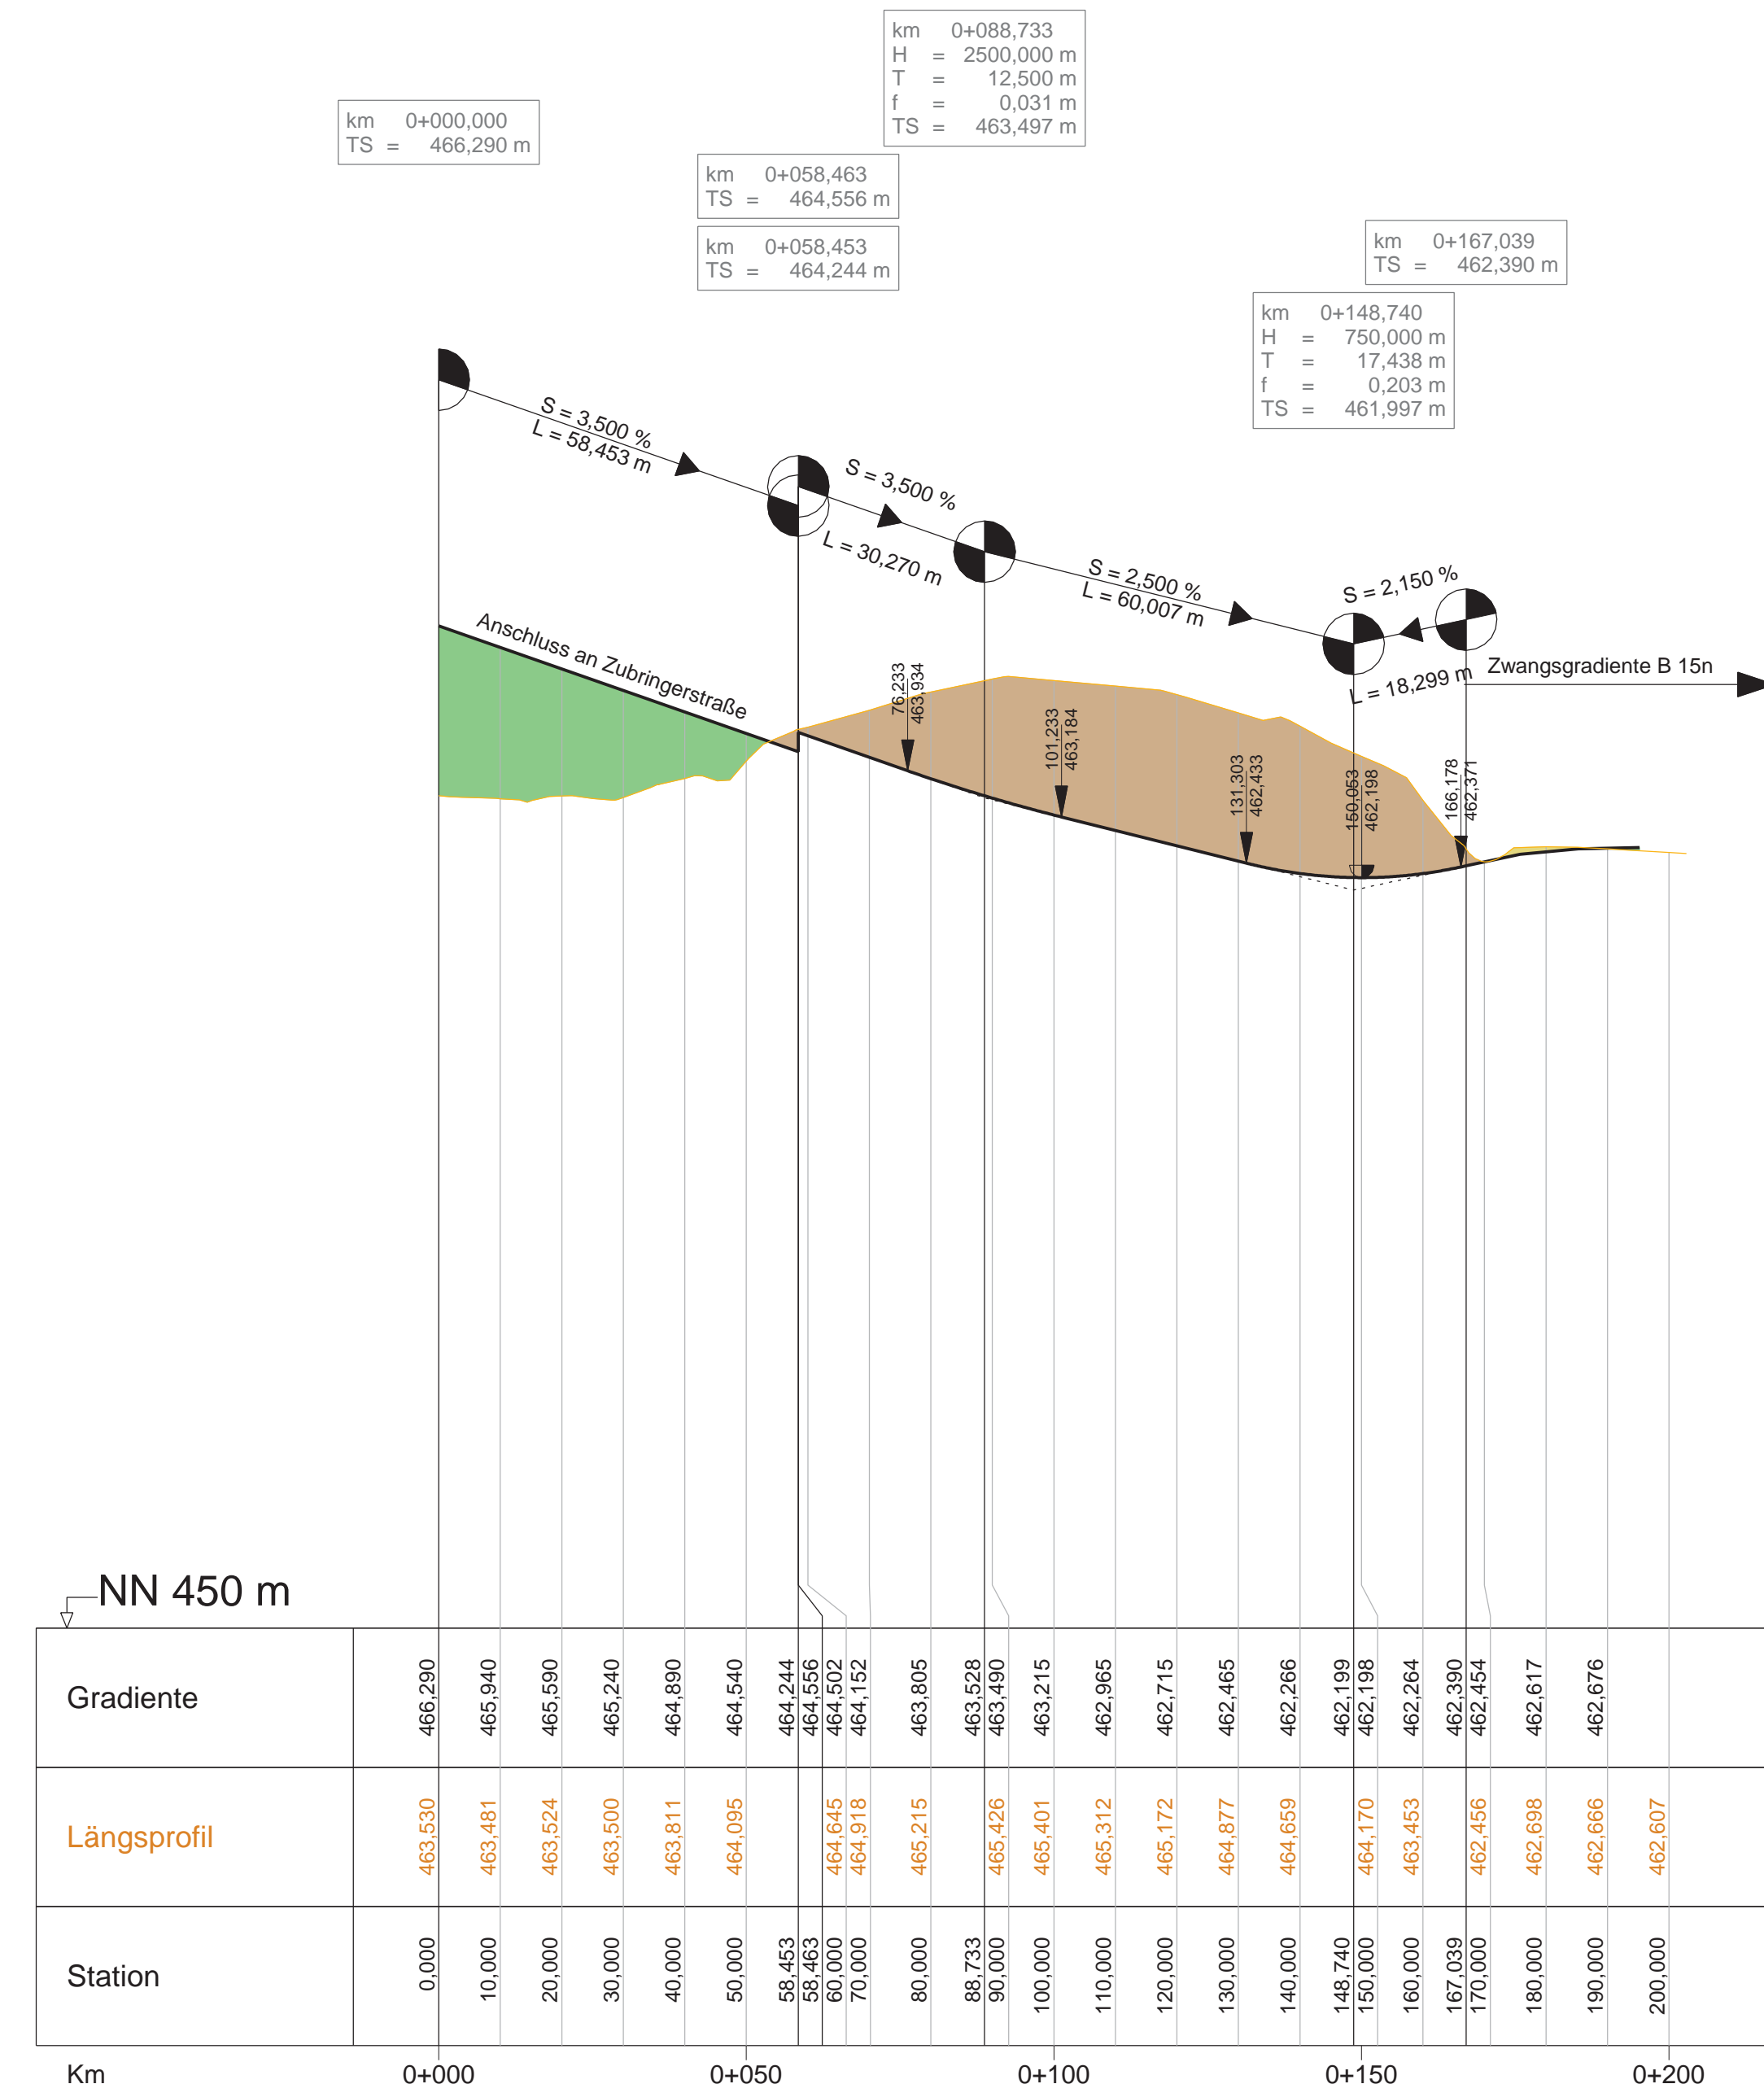 km 0+088,733
H = 2500,000 m
T = 12,500 m
f = 0,031 m
TS = 463,497 m
km 0+000,000
TS = 466,290 m
km 0+058,463
TS = 464,556 m
km 0+058,453
TS = 464,244 m
km 0+167,039
TS = 462,390 m
km 0+148,740
H = 750,000 m
T = 17,438 m
f = 0,203 m
TS = 461,997 m
S = 3,500 %
L = 58,453 m
S = 3,500 %
L = 30,270 m
S = 2,500 %
L = 60,007 m
S = 2,150 %
L = 18,299 m
Zwangsgradiente B 15n
Anschluss an Zubringerstraße
76,233
463,934
101,233
463,184
131,303
462,433
150,053
462,198
166,178
462,371
NN 450 m
Gradiente 466,290 465,940 465,590 465,240 464,890 464,540 464,244 464,556 464,502 464,152 463,805 463,528 463,490 463,215 462,965 462,715 462,465 462,266 462,199 462,198 462,264 462,390 462,454 462,617 462,676
Längsprofil 463,530 463,481 463,524 463,500 463,811 464,095 464,645 464,918 465,215 465,426 465,401 465,312 465,172 464,877 464,659 464,170 463,453 462,456 462,698 462,666 462,607
Station 0,000 10,000 20,000 30,000 40,000 50,000 58,453 58,463 60,000 70,000 80,000 88,733 90,000 100,000 110,000 120,000 130,000 140,000 148,740 150,000 160,000 167,039 170,000 180,000 190,000 200,000
Km 0+000 0+050 0+100 0+150 0+200